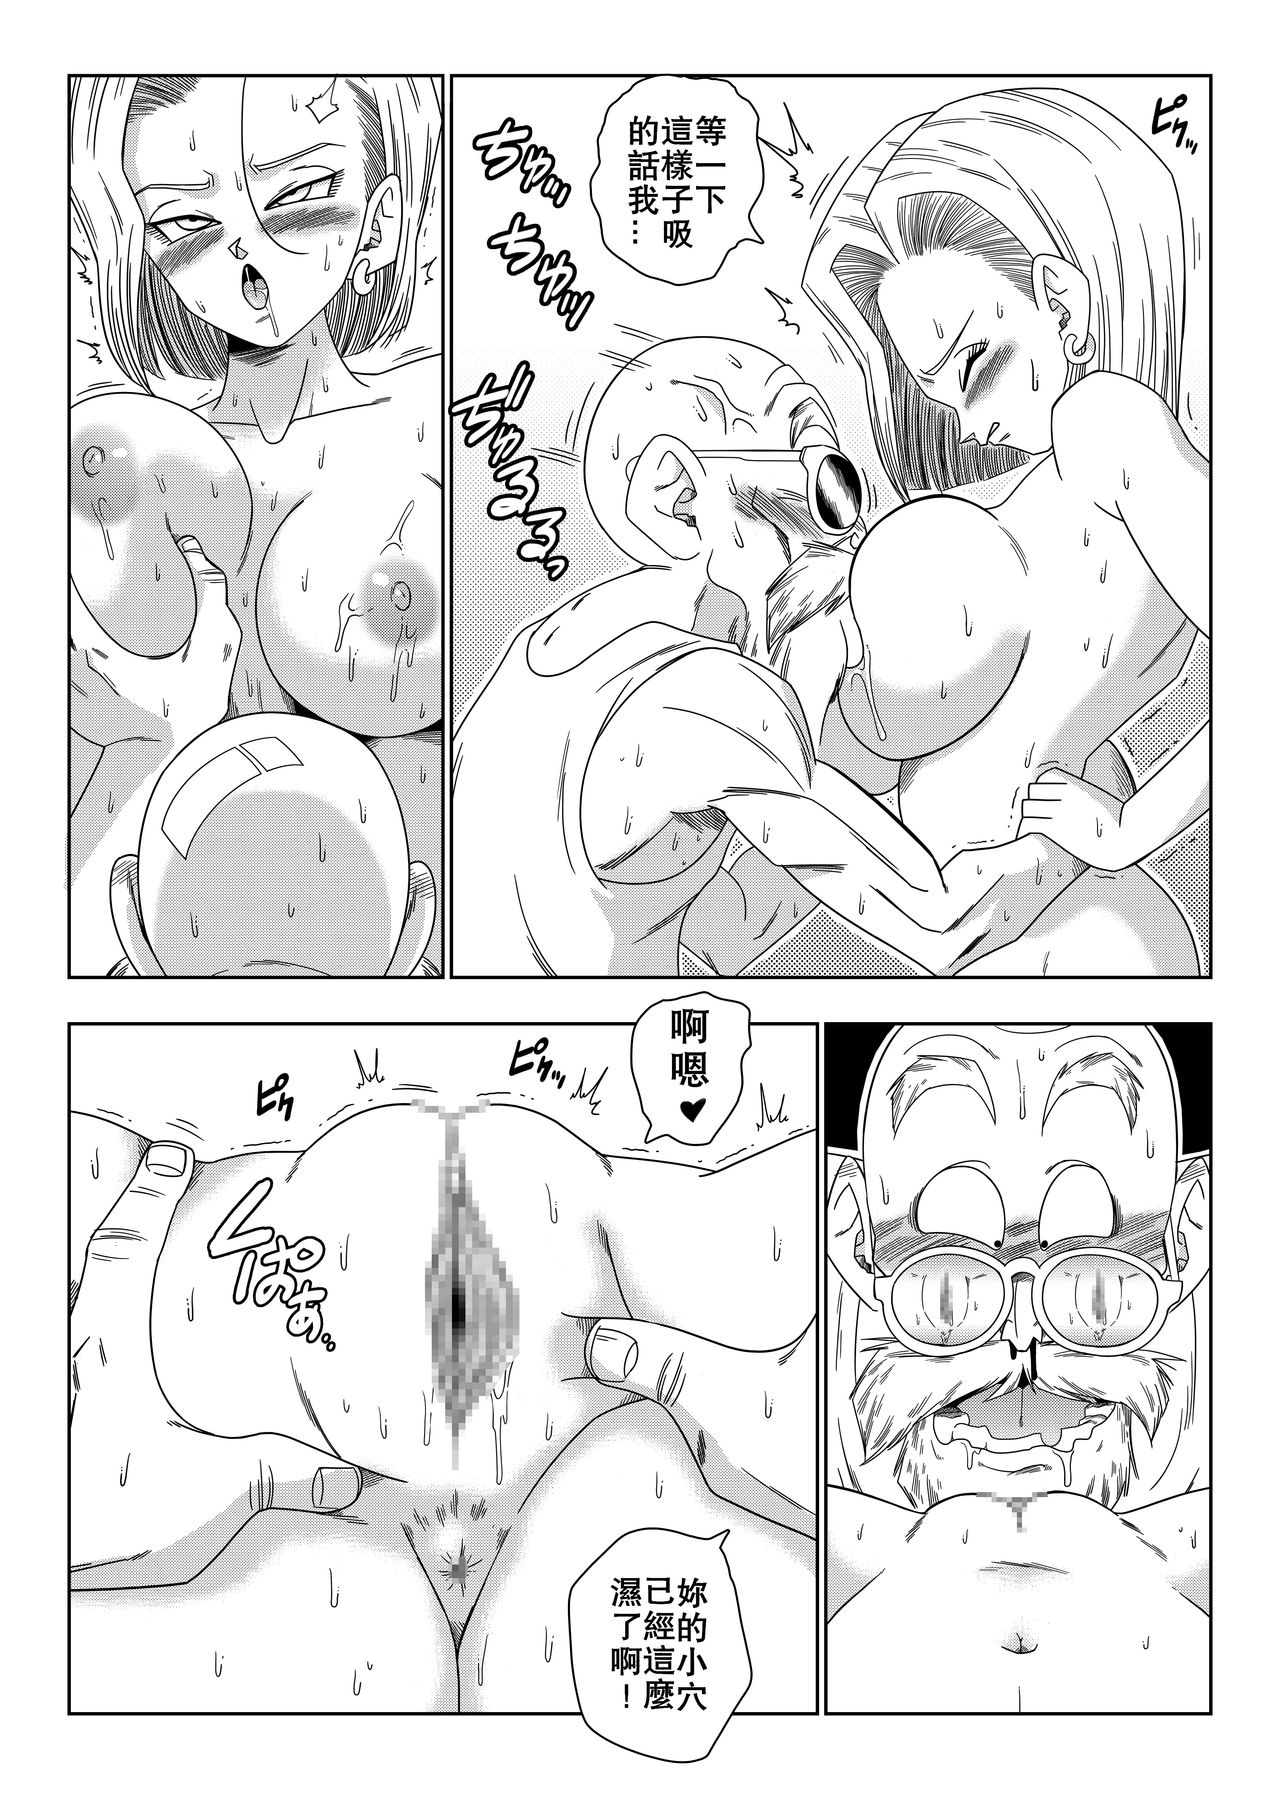 ピクッ
等一下
這樣子吸
的話我…
ちゅッ
ちゅッ
ぢゅるるっ
啊嗯♥
ピクッ
ピク
くぱぁ。
妳的小穴
已經這麼
濕了啊！